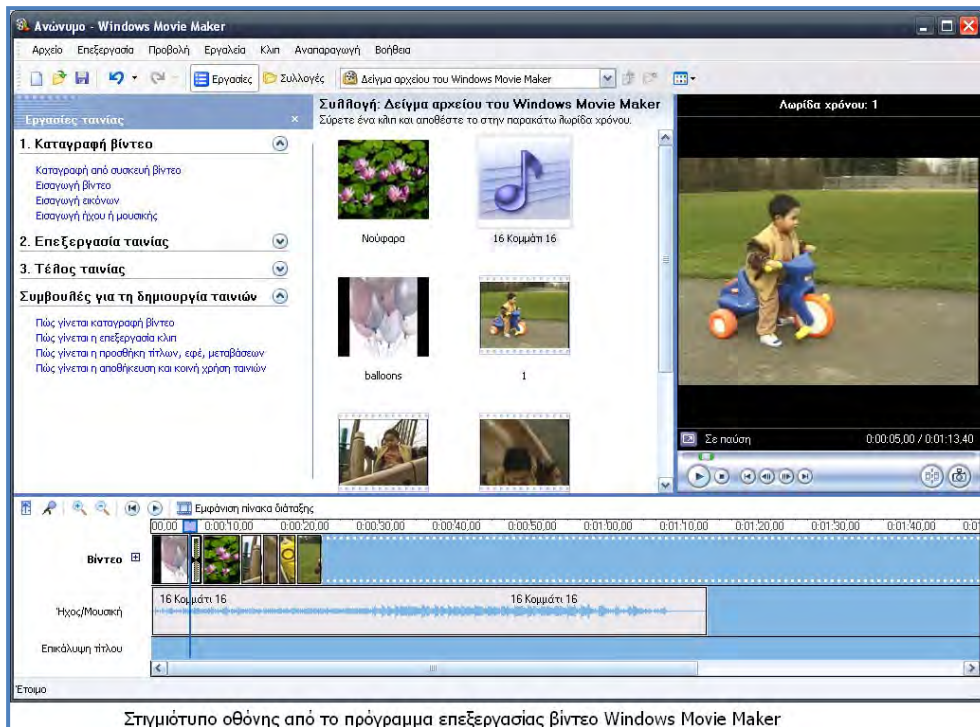 Ανώνυμο - Windows Movie Maker
Αρχείο Επεξεργασία Προβολή Εργαλεία Κλιπ Αναπαραγωγή Βοήθεια
Εργασίες Συλλογές Δείγμα αρχείου του Windows Movie Maker
Εργασίες ταινίας
1. Καταγραφή βίντεο
Καταγραφή από συσκευή βίντεο
Εισαγωγή βίντεο
Εισαγωγή εικόνων
Εισαγωγή ήχου ή μουσικής
2. Επεξεργασία ταινίας
3. Τέλος ταινίας
Συμβουλές για τη δημιουργία ταινιών
Πώς γίνεται καταγραφή βίντεο
Πώς γίνεται η επεξεργασία κλιπ
Πώς γίνεται η προσθήκη τίτλων, εφέ, μεταβάσεων
Πώς γίνεται η αποθήκευση και κοινή χρήση ταινιών
Συλλογή: Δείγμα αρχείου του Windows Movie Maker
Σύρετε ένα κλιπ και αποθέστε το στην παρακάτω λωρίδα χρόνου.
Νούφαρα
16 Κομμάτι 16
balloons
1
Λωρίδα χρόνου: 1
Σε παύση 0:00:05,00 / 0:01:13,40
Εμφάνιση πίνακα διάταξης
00,00 0:00:10,00 0:00:20,00 0:00:30,00 0:00:40,00 0:00:50,00 0:01:00,00 0:01:10,00 0:01:20,00 0:01:30,00 0:01:40,00
Βίντεο
Ήχος/Μουσική
16 Κομμάτι 16 16 Κομμάτι 16
Επικάλυψη τίτλου
Έτοιμο
Στιγμιότυπο οθόνης από το πρόγραμμα επεξεργασίας βίντεο Windows Movie Maker